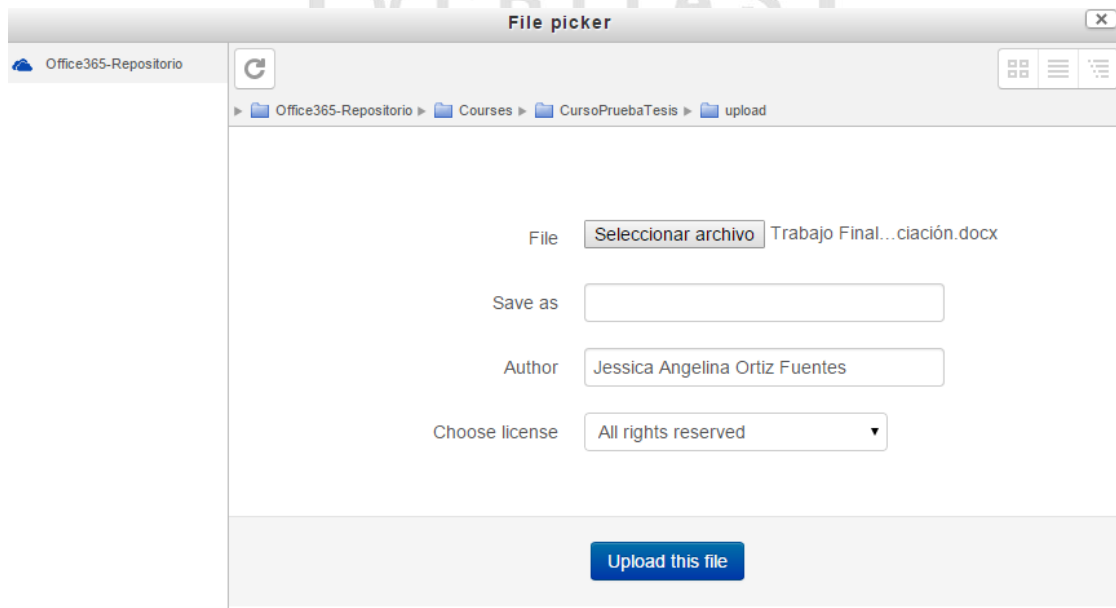 File picker
Office365-Repositorio
Office365-Repositorio Courses CursoPruebaTesis upload
File Seleccionar archivo Trabajo Final...ciación.docx
Save as
Author Jessica Angelina Ortiz Fuentes
Choose license All rights reserved
Upload this file